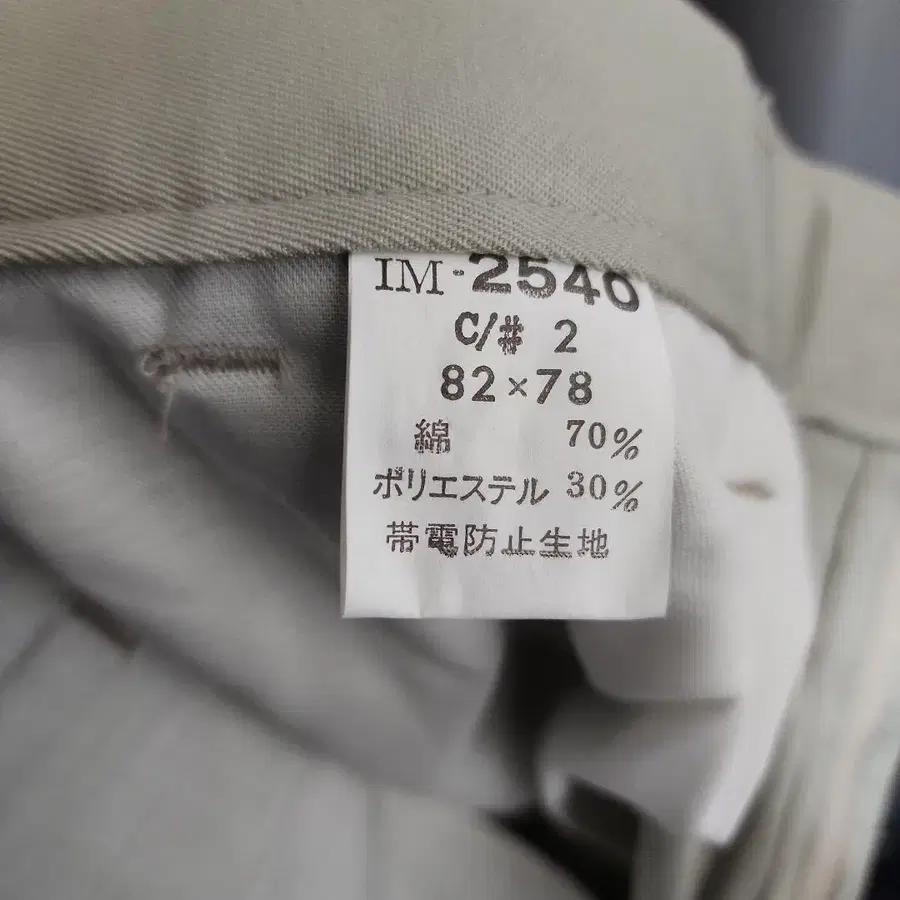 IM-2540
C/# 2
82×78
綿 70%
ポリエステル 30%
帯電防止生地